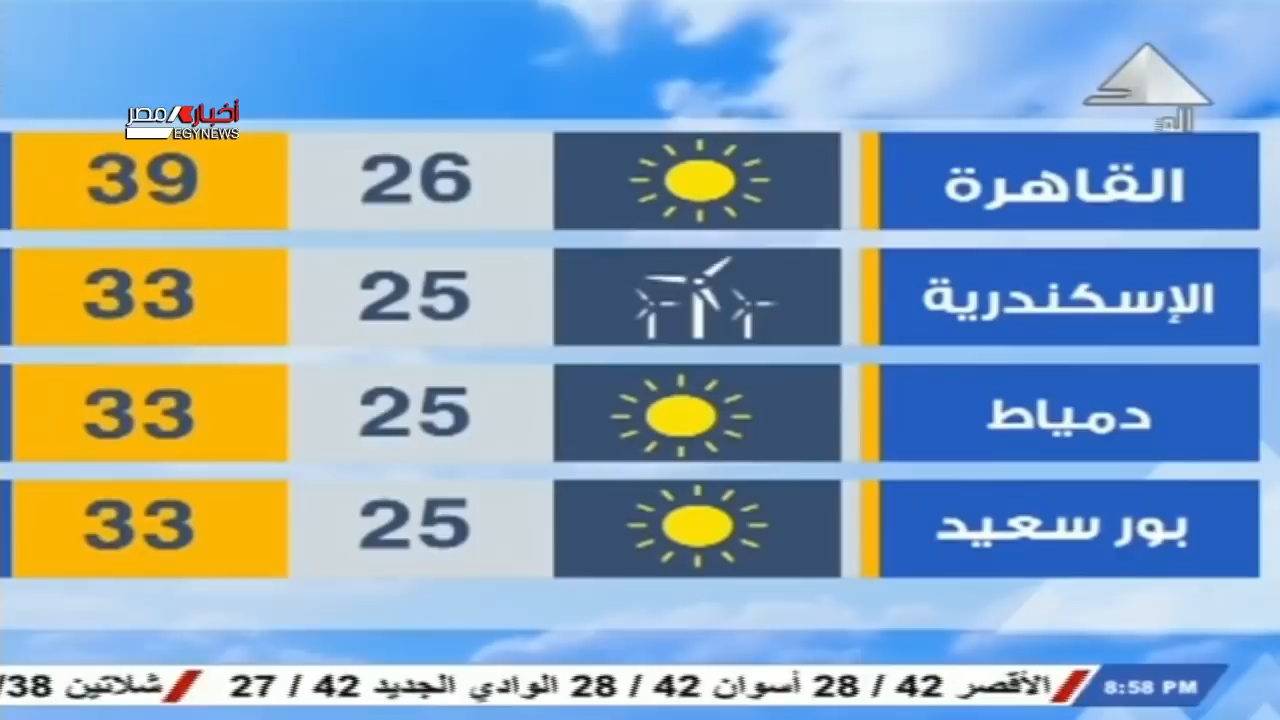 أخبار مصر
EGYNEWS
القاهرة 26 39
الإسكندرية 25 33
دمياط 25 33
بور سعيد 25 33
8:58 PM الأقصر 42 / 28 أسوان 42 / 28 الوادي الجديد 42 / 27 شلاتين 38/